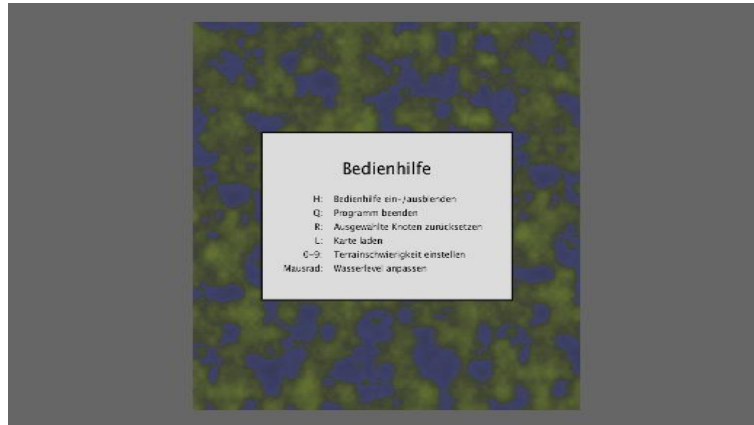 Bedienhilfe
H: Bedienhilfe ein-/ausblenden
Q: Programm beenden
R: Ausgewählte Knoten zurücksetzen
L: Karte laden
0-9: Terrainschwierigkeit einstellen
Mausrad: Wasserlevel anpassen